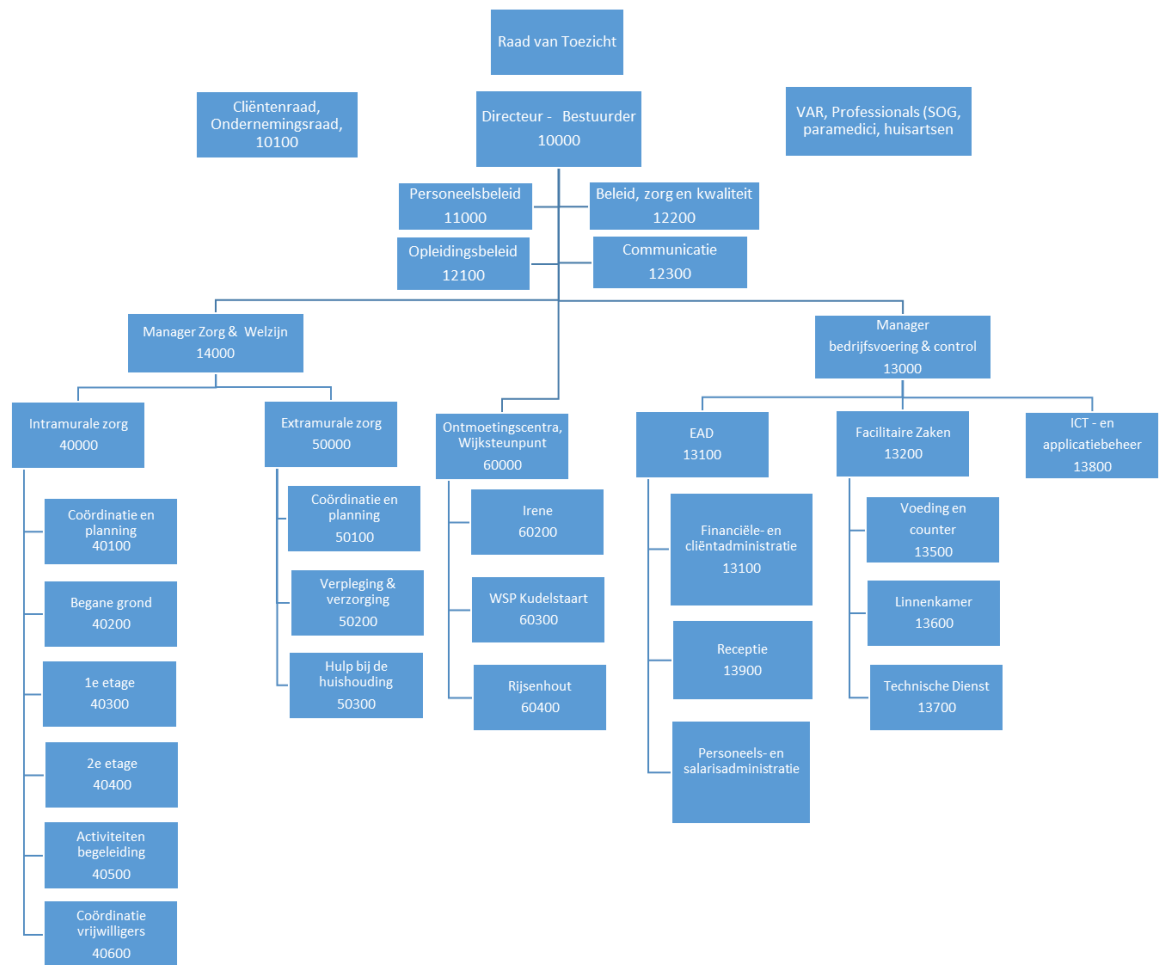 Raad van Toezicht
Cliëntenraad,
Ondernemingsraad,
10100
Directeur - Bestuurder
10000
VAR, Professionals (SOG,
paramedici, huisartsen
Personeelsbeleid
11000
Beleid, zorg en kwaliteit
12200
Opleidingsbeleid
12100
Communicatie
12300
Manager Zorg & Welzijn
14000
Manager
bedrijfsvoering & control
13000
Intramurale zorg
40000
Extramurale zorg
50000
Ontmoetingscentra,
Wijksteunpunt
60000
EAD
13100
Facilitaire Zaken
13200
ICT - en
applicatiebeheer
13800
Coördinatie en
planning
40100
Begane grond
40200
1e etage
40300
2e etage
40400
Activiteiten
begeleiding
40500
Coördinatie
vrijwilligers
40600
Coördinatie en
planning
50100
Verpleging &
verzorging
50200
Hulp bij de
huishouding
50300
Irene
60200
WSP Kudelstaart
60300
Rijsenhout
60400
Financiële- en
cliëntadministratie
13100
Receptie
13900
Personeels- en
salarisadministratie
Voeding en
counter
13500
Linnenkamer
13600
Technische Dienst
13700